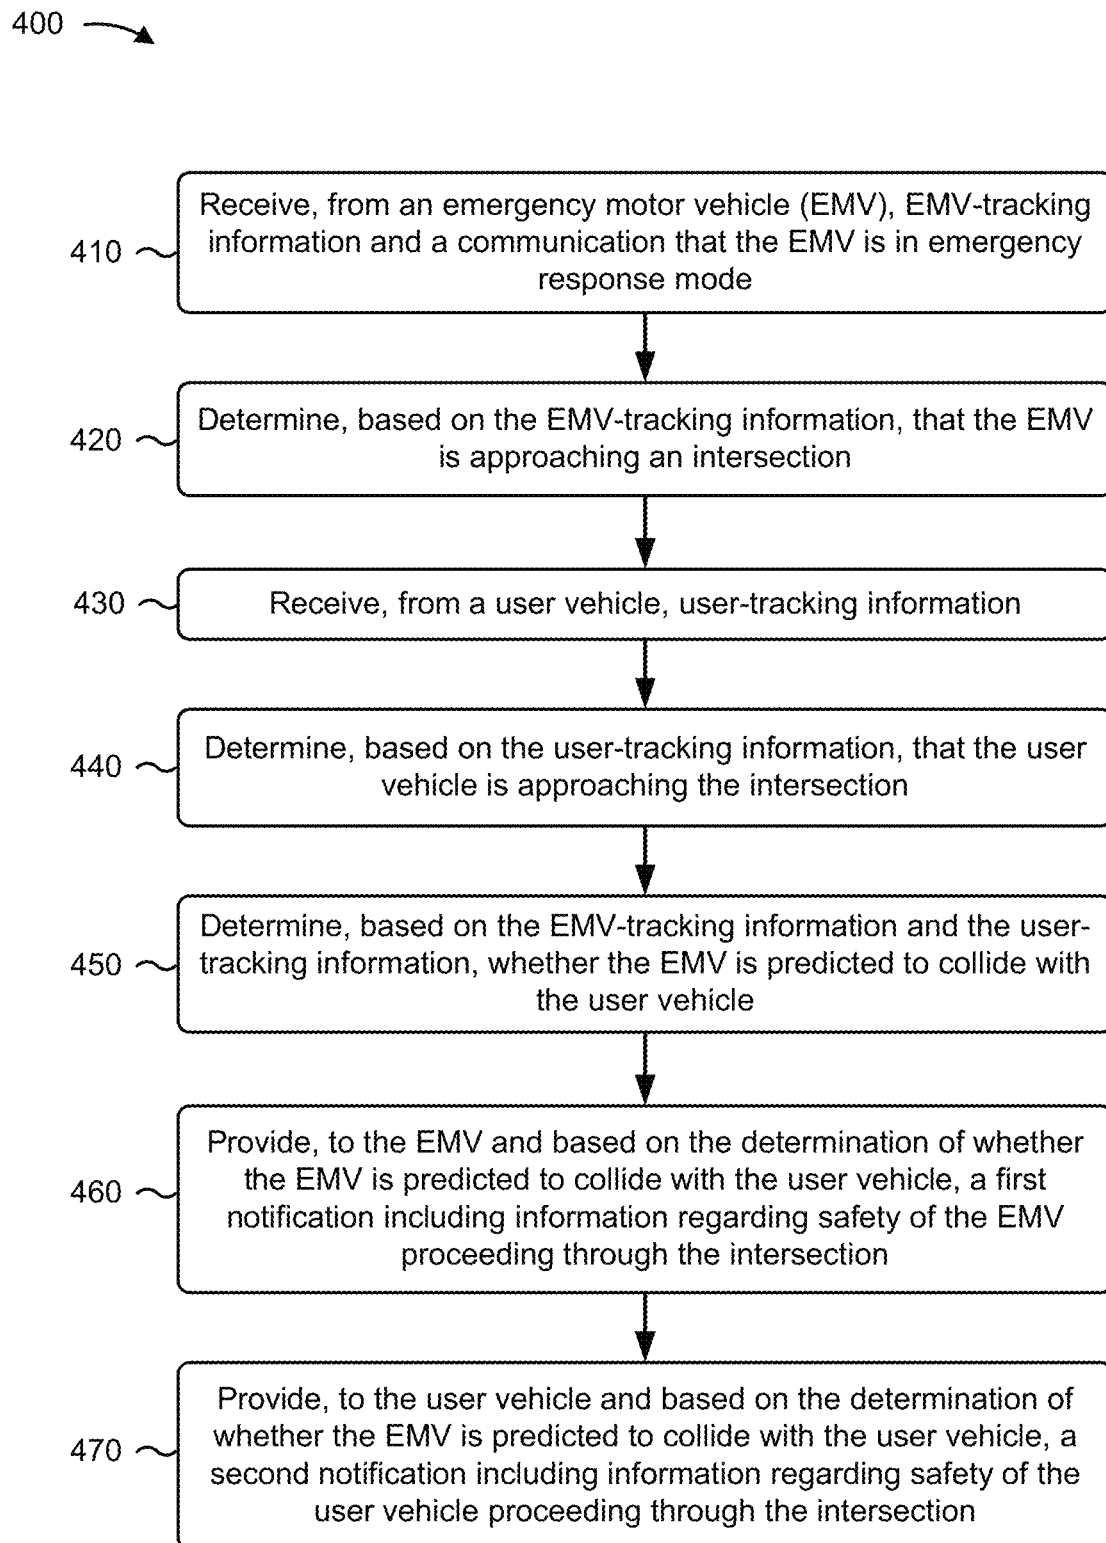 400
Receive, from an emergency motor vehicle (EMV), EMV-tracking
information and a communication that the EMV is in emergency
response mode
410
Determine, based on the EMV-tracking information, that the EMV
is approaching an intersection
420
Receive, from a user vehicle, user-tracking information
430
Determine, based on the user-tracking information, that the user
vehicle is approaching the intersection
440
Determine, based on the EMV-tracking information and the user-
tracking information, whether the EMV is predicted to collide with
the user vehicle
450
Provide, to the EMV and based on the determination of whether
the EMV is predicted to collide with the user vehicle, a first
notification including information regarding safety of the EMV
proceeding through the intersection
460
Provide, to the user vehicle and based on the determination of
whether the EMV is predicted to collide with the user vehicle, a
second notification including information regarding safety of the
user vehicle proceeding through the intersection
470